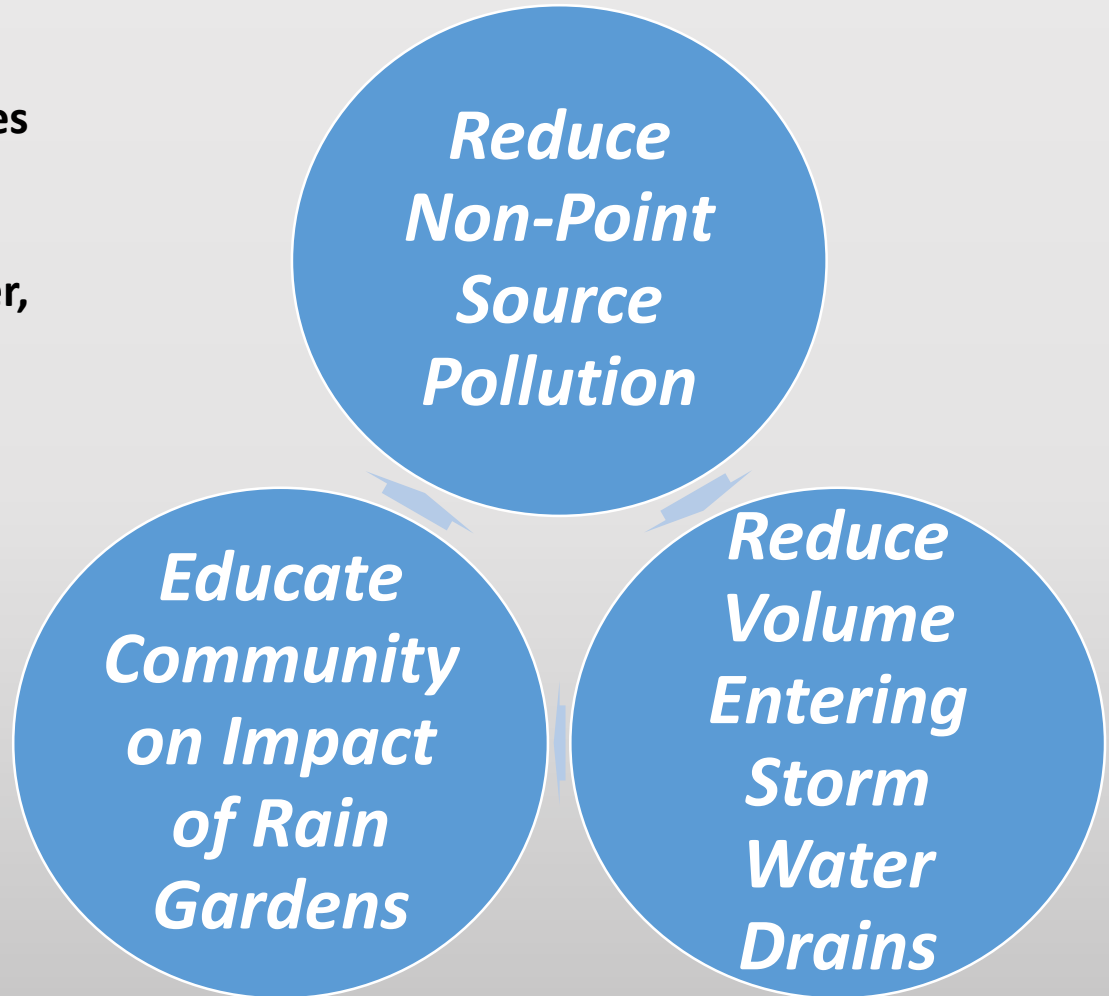 Reduce
Non-Point
Source
Pollution
Educate
Community
on Impact
of Rain
Gardens
Reduce
Volume
Entering
Storm
Water
Drains